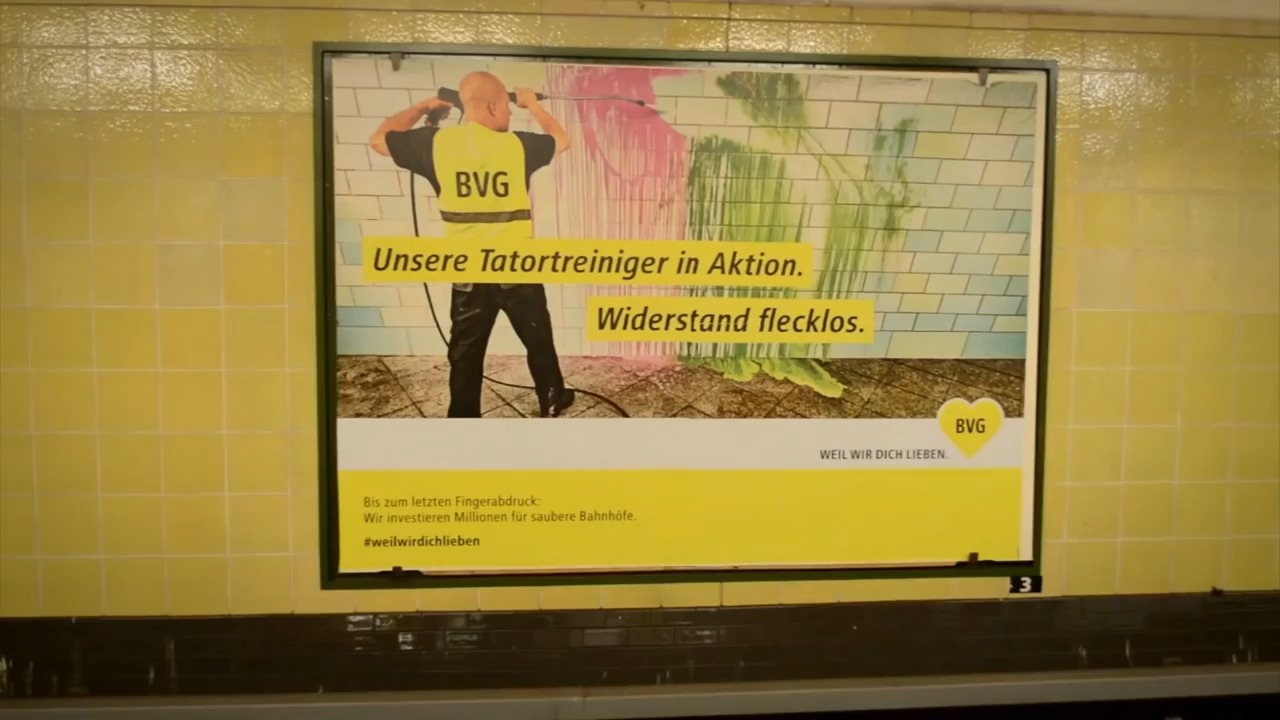 BVG
Unsere Tatortreiniger in Aktion.
Widerstand flecklos.
BVG
WEIL WIR DICH LIEBEN.
Bis zum letzten Fingerabdruck:
Wir investieren Millionen für saubere Bahnhöfe.
#weilwirdichlieben
3